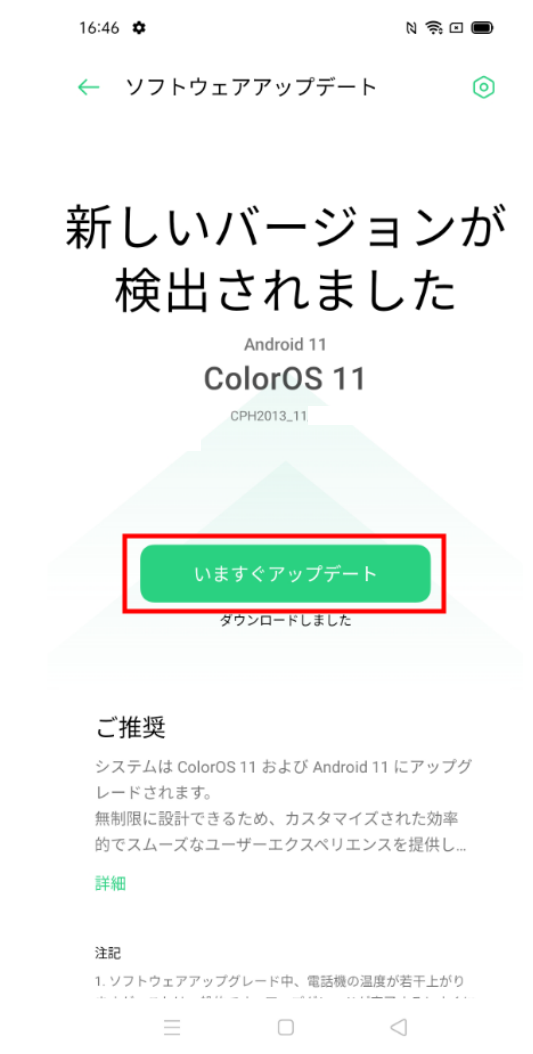 16:46
ソフトウェアアップデート
新しいバージョンが
検出されました
Android 11
ColorOS 11
CPH2013_11
いますぐアップデート
ダウンロードしました
ご推奨
システムは ColorOS 11 および Android 11 にアップグ
レードされます。
無制限に設計できるため、カスタマイズされた効率
的でスムーズなユーザーエクスペリエンスを提供し...
詳細
注記
1. ソフトウェアアップグレード中、電話機の温度が若干上がり